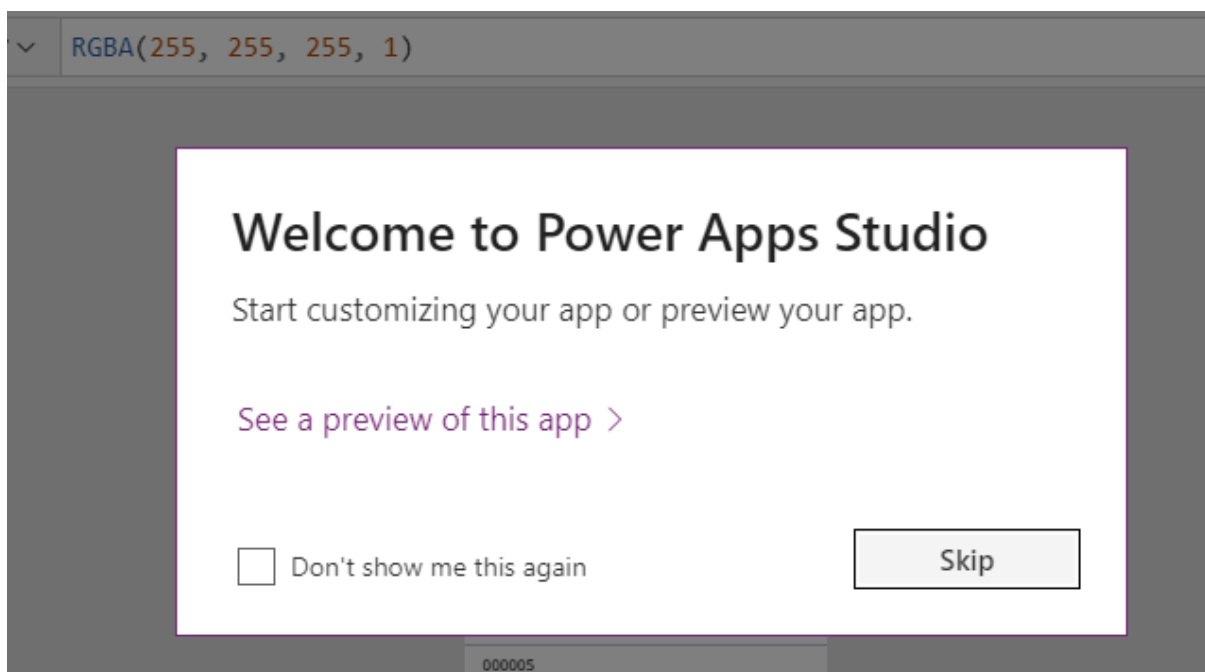 RGBA(255, 255, 255, 1)
Welcome to Power Apps Studio
Start customizing your app or preview your app.
See a preview of this app >
Don't show me this again
Skip
000005